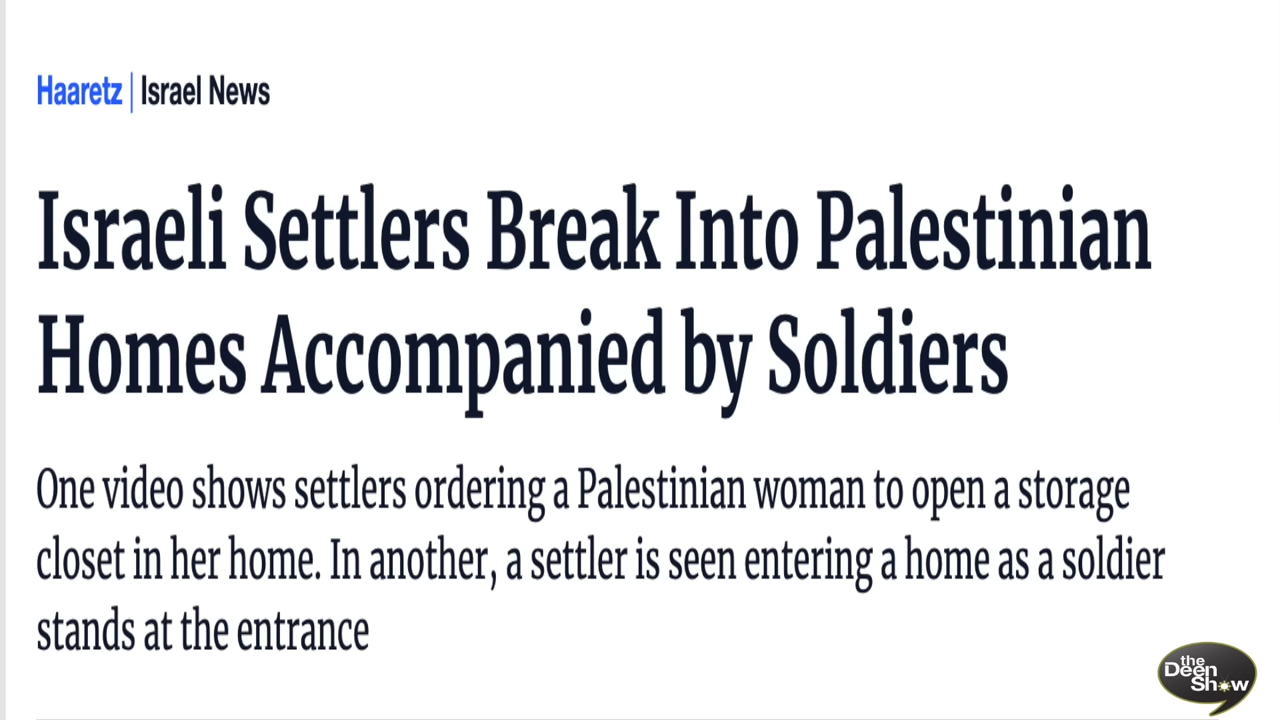 Haaretz | Israel News
Israeli Settlers Break Into Palestinian
Homes Accompanied by Soldiers
One video shows settlers ordering a Palestinian woman to open a storage
closet in her home. In another, a settler is seen entering a home as a soldier
stands at the entrance
the
Deen
Show